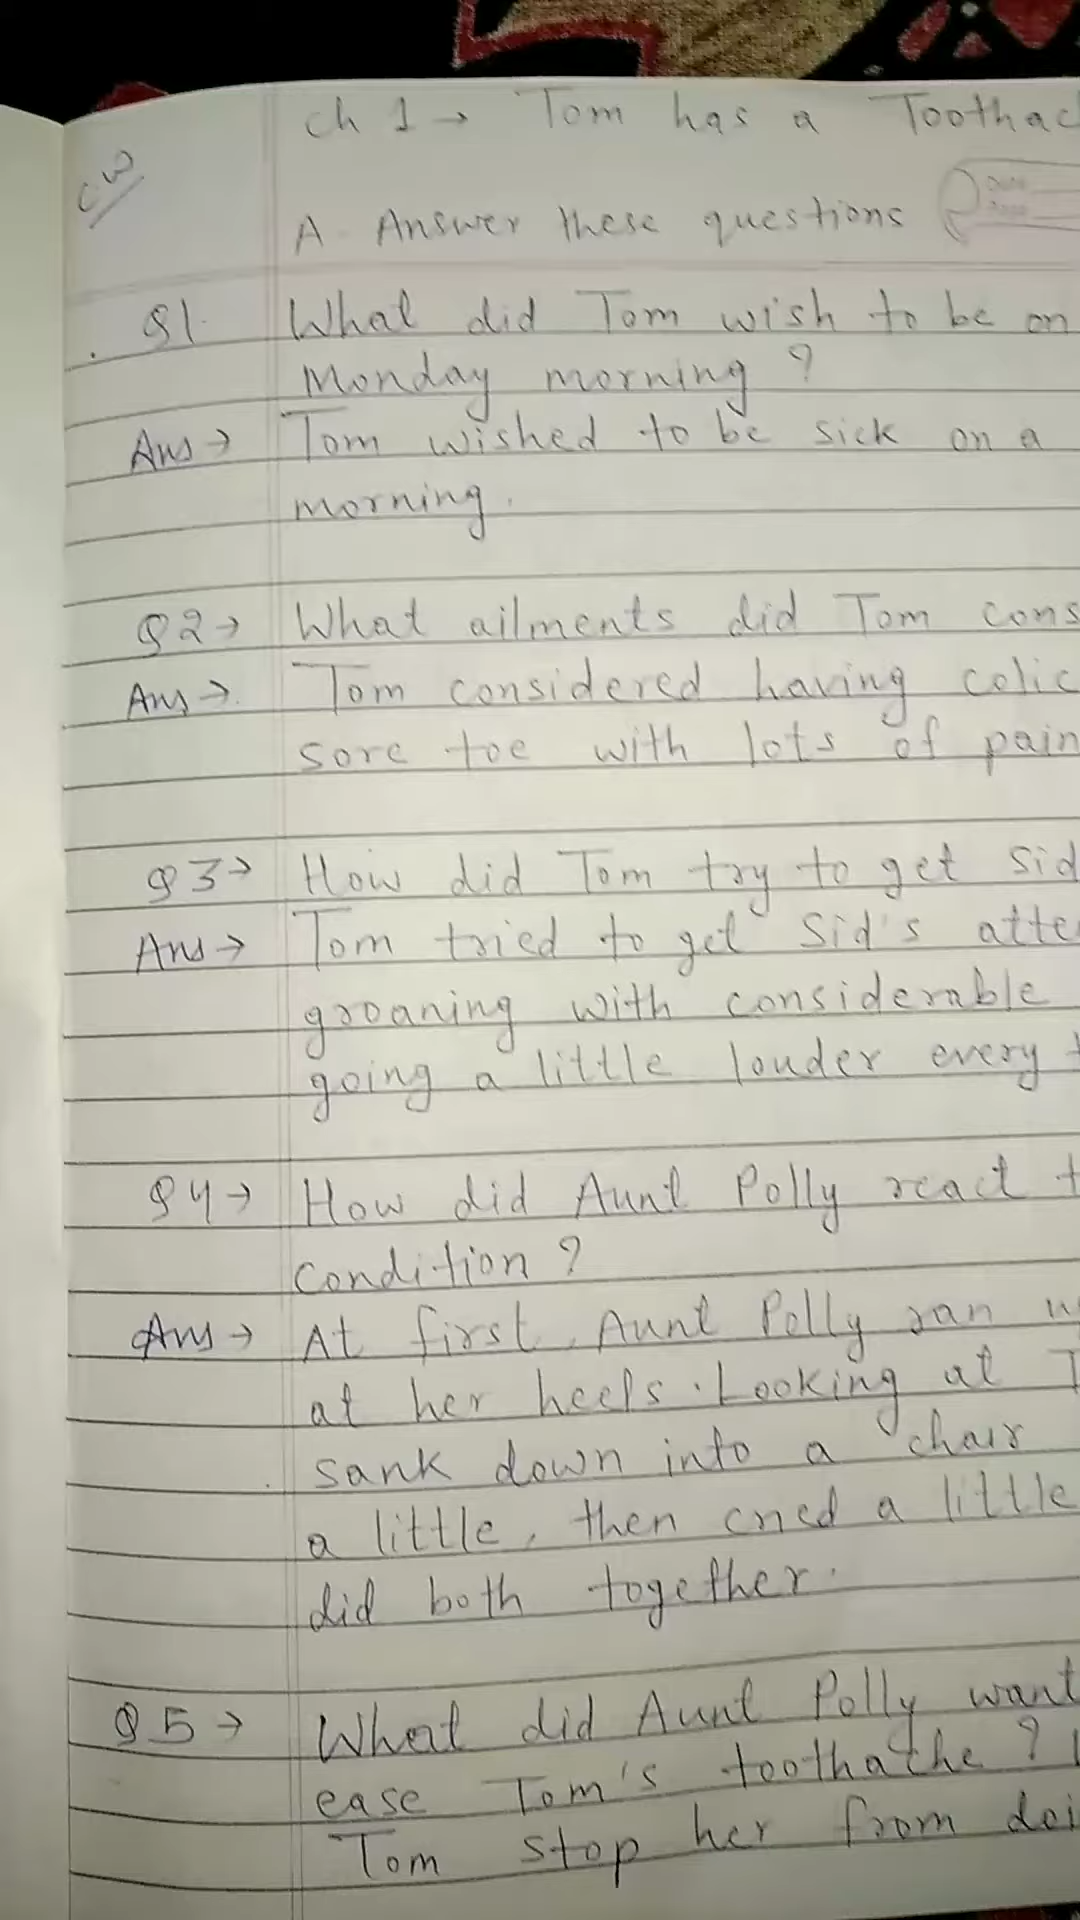 Ch 1 → Tom has a Toothac
CW
A. Answer these questions
Q1. What did Tom wish to be on
Monday morning ?
Ans → Tom wished to be sick on a
morning.
Q2 → What ailments did Tom cons
Ans → Tom considered having colic
sore toe with lots of pain
Q3 → How did Tom try to get Sid
Ans → Tom tried to get Sid's atte
groaning with considerable
going a little louder every t
Q4 → How did Aunt Polly react t
condition ?
Ans → At first, Aunt Polly ran u
at her heels. Looking at T
sank down into a chair
a little, then cried a little
did both together.
Q5 → What did Aunt Polly want
ease Tom's toothache ?
Tom stop her from doi